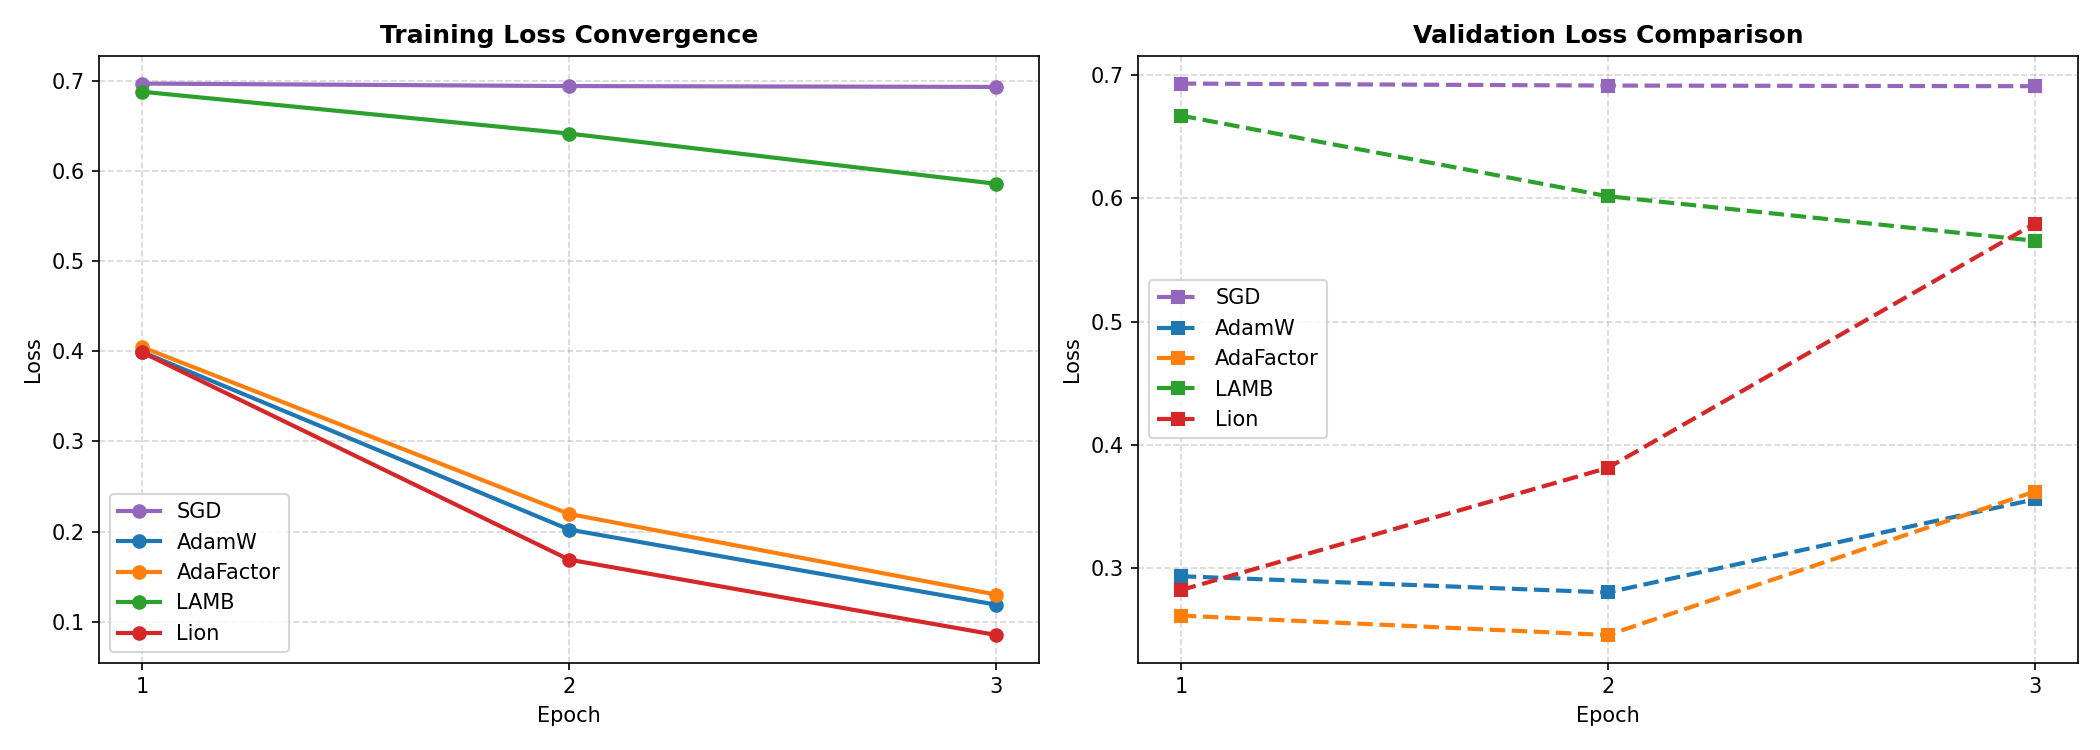 Training Loss Convergence
0.7
0.6
0.5
0.4
0.3
0.2
0.1
Loss
SGD
AdamW
AdaFactor
LAMB
Lion
1
2
3
Epoch
Validation Loss Comparison
0.7
0.6
0.5
0.4
0.3
Loss
SGD
AdamW
AdaFactor
LAMB
Lion
1
2
3
Epoch